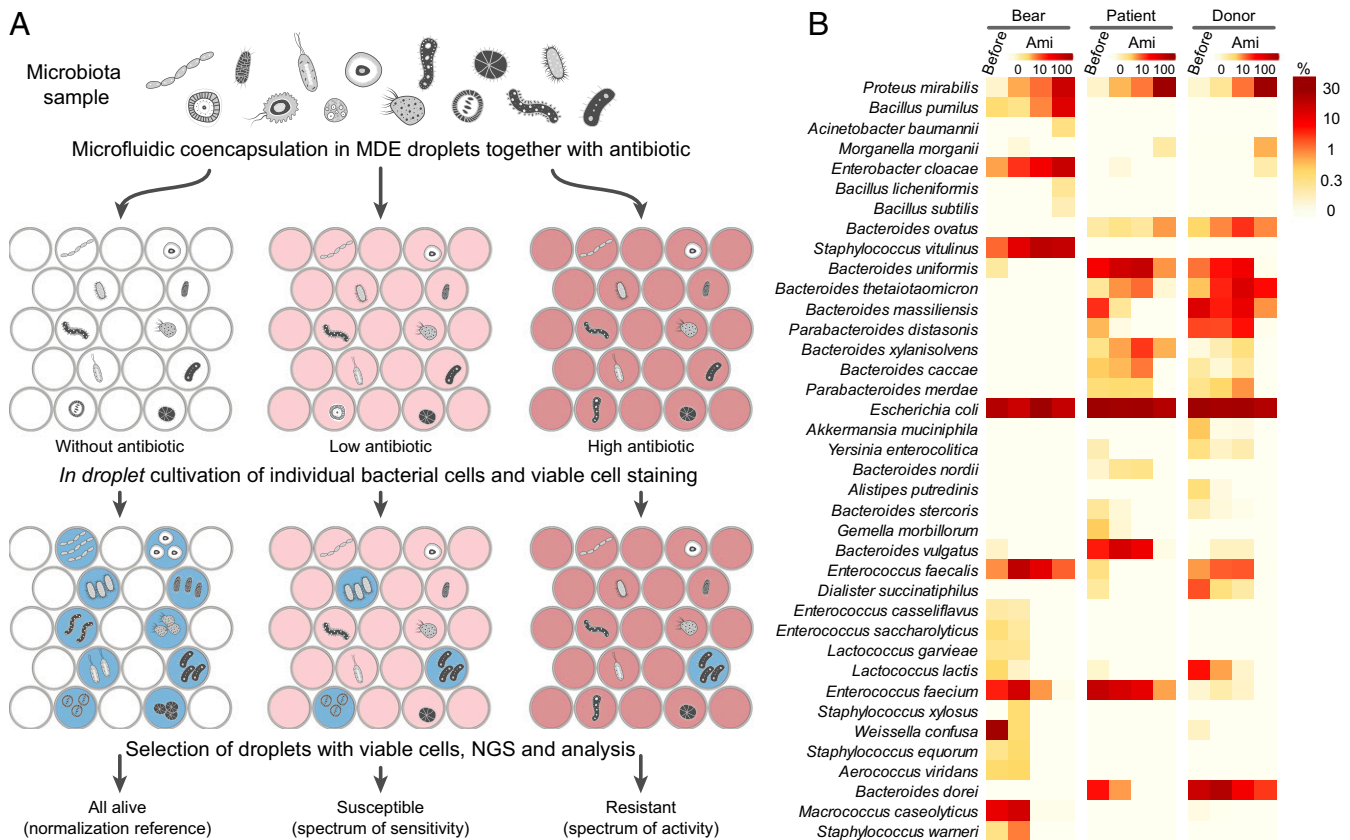 A
Microbiota
sample
Microfluidic coencapsulation in MDE droplets together with antibiotic
Without antibiotic
Low antibiotic
High antibiotic
In droplet cultivation of individual bacterial cells and viable cell staining
Selection of droplets with viable cells, NGS and analysis
All alive
(normalization reference)
Susceptible
(spectrum of sensitivity)
Resistant
(spectrum of activity)
B
Bear Patient Donor
Before Ami Before Ami Before Ami
0 10 100 0 10 100 0 10 100
%
30
10
1
0.3
0
Proteus mirabilis
Bacillus pumilus
Acinetobacter baumannii
Morganella morganii
Enterobacter cloacae
Bacillus licheniformis
Bacillus subtilis
Bacteroides ovatus
Staphylococcus vitulinus
Bacteroides uniformis
Bacteroides thetaiotaomicron
Bacteroides massiliensis
Parabacteroides distasonis
Bacteroides xylanisolvens
Bacteroides caccae
Parabacteroides merdae
Escherichia coli
Akkermansia muciniphila
Yersinia enterocolitica
Bacteroides nordii
Alistipes putredinis
Bacteroides stercoris
Gemella morbillorum
Bacteroides vulgatus
Enterococcus faecalis
Dialister succinatiphilus
Enterococcus casseliflavus
Enterococcus saccharolyticus
Lactococcus garvieae
Lactococcus lactis
Enterococcus faecium
Staphylococcus xylosus
Weissella confusa
Staphylococcus equorum
Aerococcus viridans
Bacteroides dorei
Macrococcus caseolyticus
Staphylococcus warneri